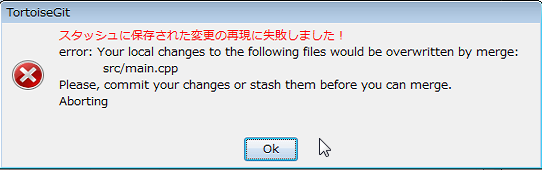 TortoiseGit
スタッシュに保存された変更の再現に失敗しました！
error: Your local changes to the following files would be overwritten by merge:
src/main.cpp
Please, commit your changes or stash them before you can merge.
Aborting
Ok